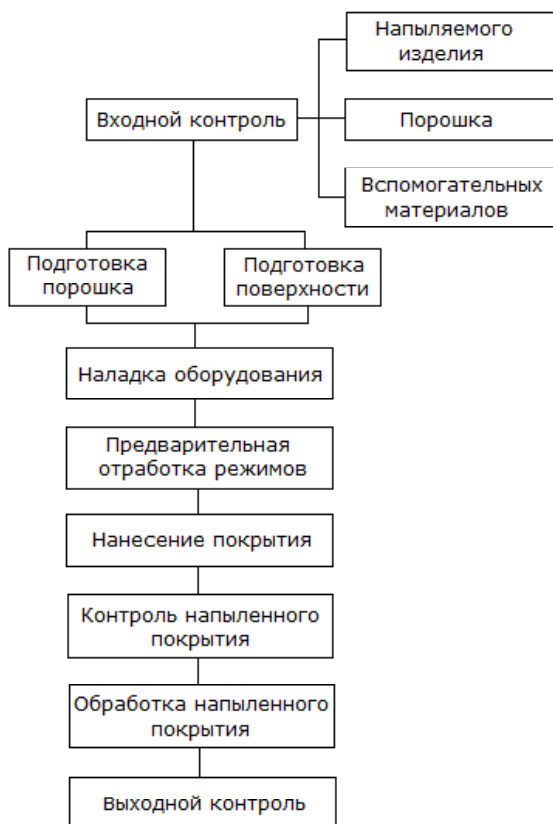 Напыляемого
изделия
Входной контроль
Порошка
Вспомогательных
материалов
Подготовка
порошка
Подготовка
поверхности
Наладка оборудования
Предварительная
отработка режимов
Нанесение покрытия
Контроль напыленного
покрытия
Обработка напыленного
покрытия
Выходной контроль